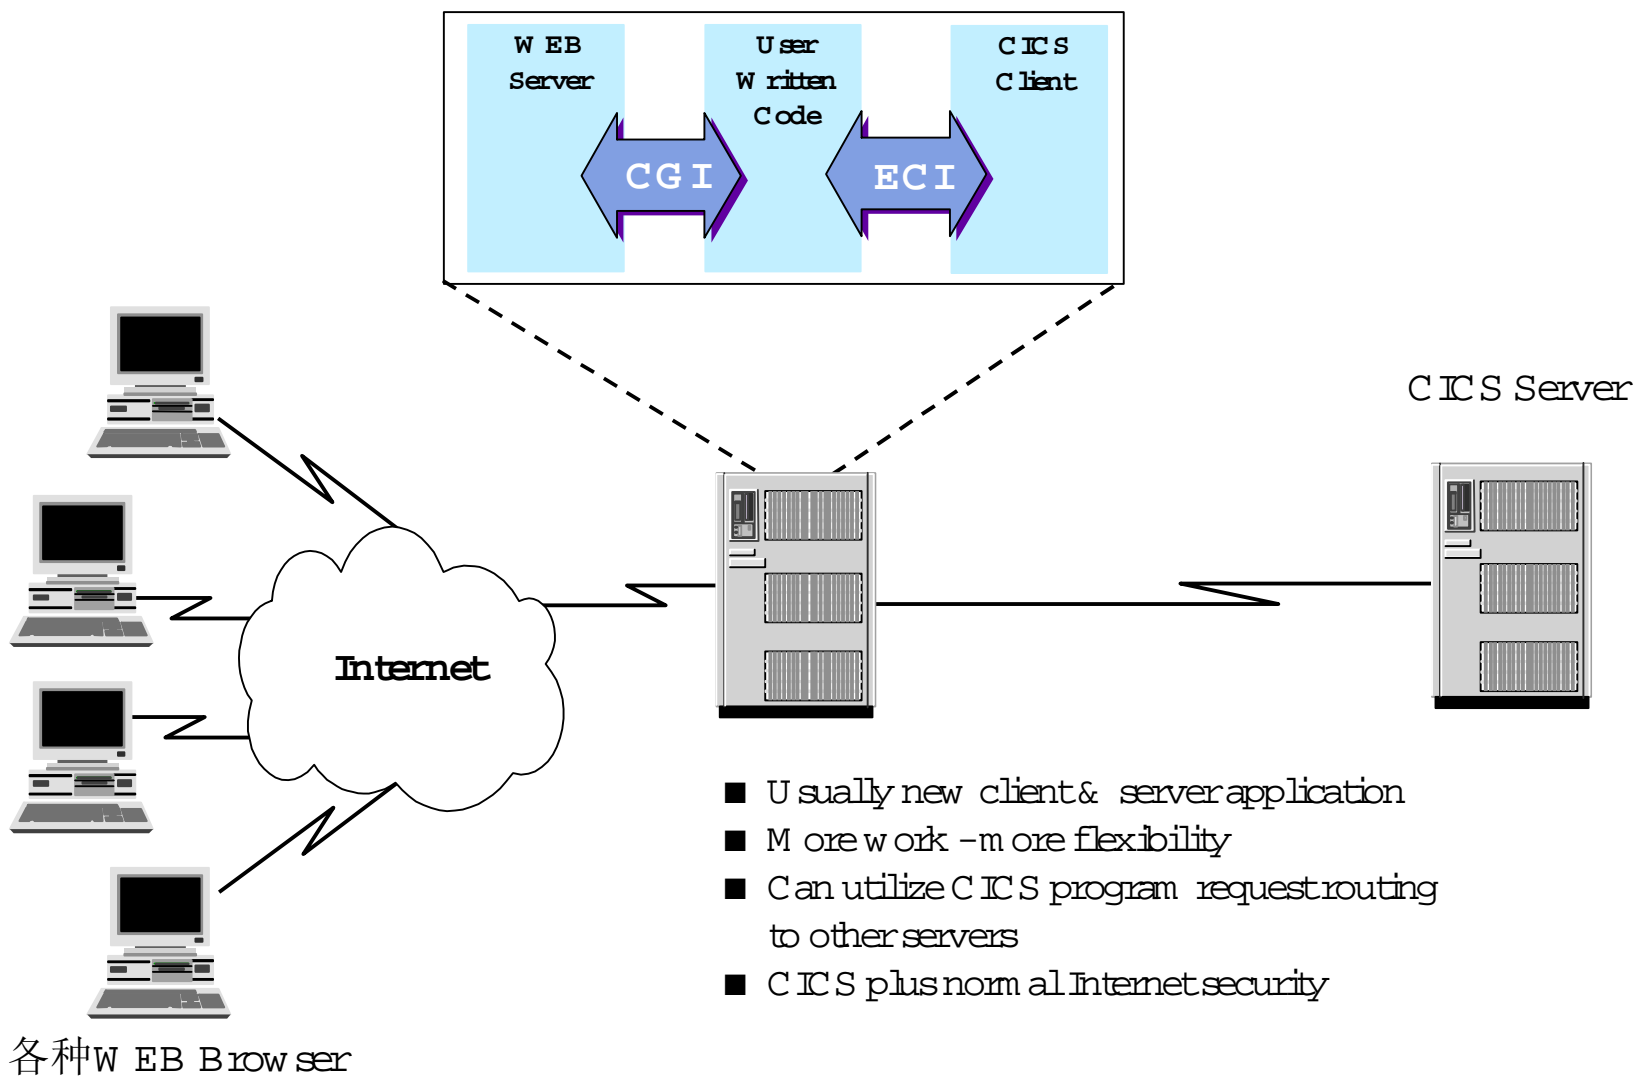 WEB
Server
User
Written
Code
CICS
Client
CGI
ECI
CICS Server
Internet
■ Usually new client & server application
■ More work - more flexibility
■ Can utilize CICS program request routing
to other servers
■ CICS plus normal Internet security
各种WEB Browser